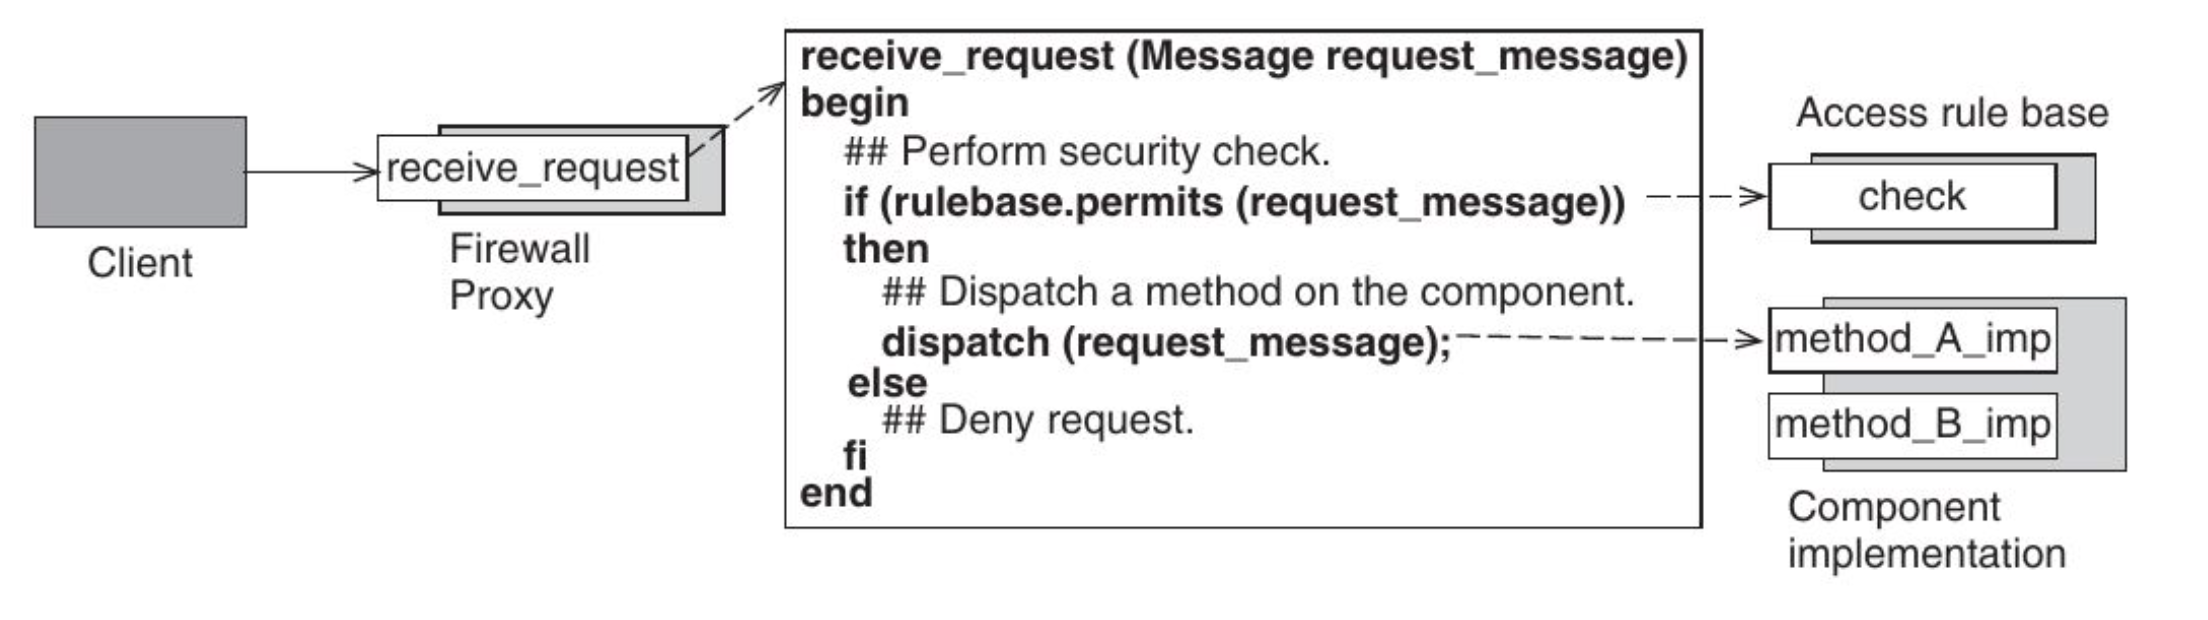 receive_request
Client
Firewall
Proxy
receive_request (Message request_message)
begin
## Perform security check.
if (rulebase.permits (request_message))
then
## Dispatch a method on the component.
dispatch (request_message);
else
## Deny request.
fi
end
Access rule base
check
method_A_imp
method_B_imp
Component
implementation